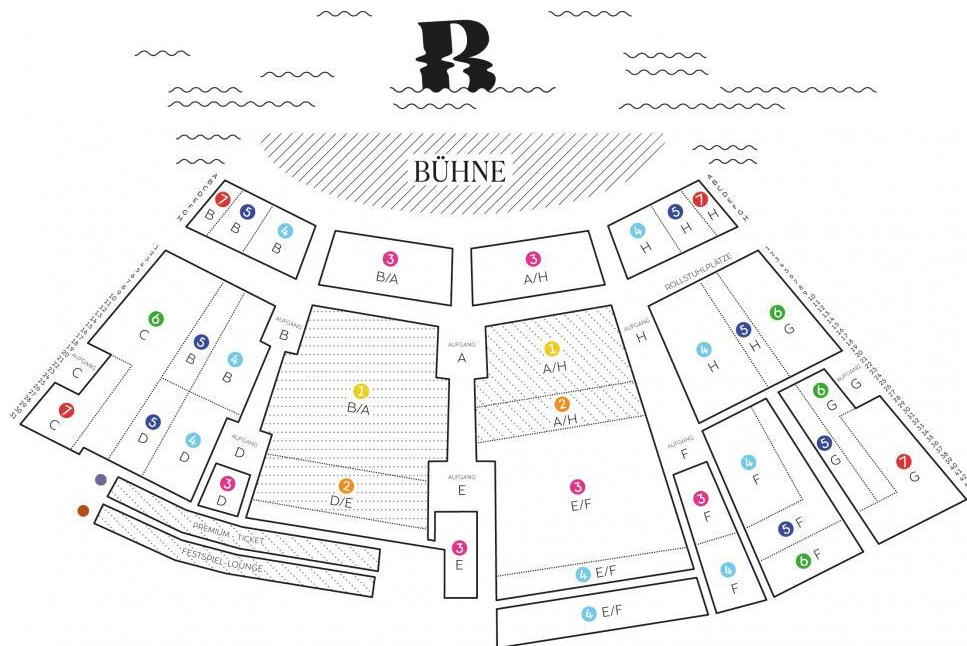 B
BÜHNE
A B C D E F G H
7 B
5 B
4 B
3 B/A
3 A/H
4 H
5 H
7 H
A B C D E F G H
ROLLSTUHLPLÄTZE
6 C
5 B
4 B
AUFGANG B
1 B/A
AUFGANG A
1 A/H
2 A/H
AUFGANG H
4 H
5 H
6 G
AUFGANG C
7 C
5 D
4 D
AUFGANG D
3 D
2 D/E
AUFGANG E
3 E
3 E/F
4 E/F
4 E/F
AUFGANG F
3 F
4 F
4 F
5 F
6 F
6 G
AUFGANG G
5 G
7 G
PREMIUM - TICKET
FESTSPIEL-LOUNGE